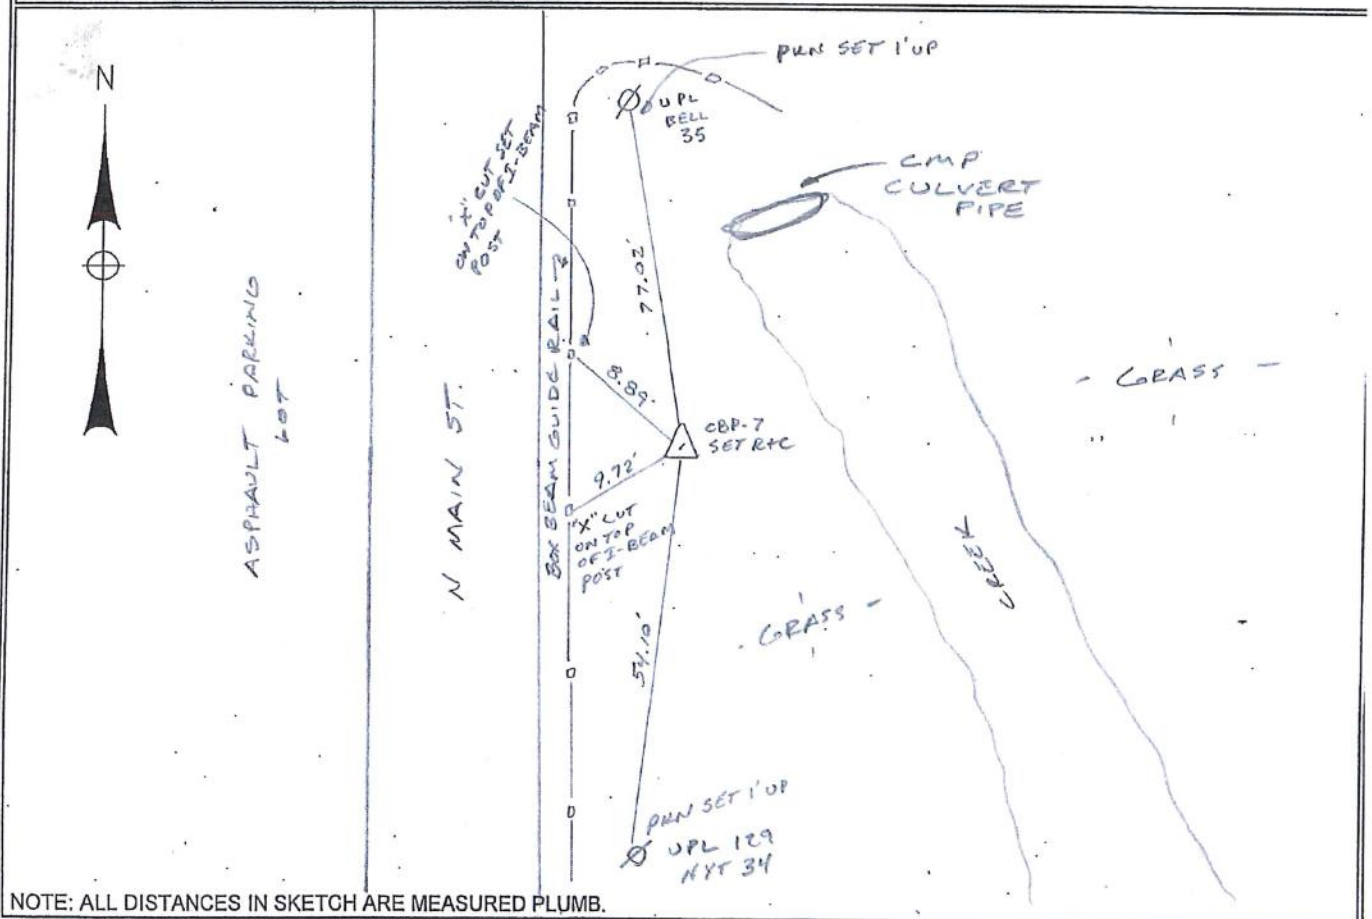 N
PKN SET 1'UP
UPL
BELL
35
"X" CUT SET
ON TOP OF I-BEAM
POST
CMP
CULVERT
PIPE
77.02'
ASPHAULT PARKING
LOT
N MAIN ST.
BOX BEAM GUIDE RAIL
8.89
- GRASS -
CBP-7
SET R+C
9.72'
"X" CUT
ON TOP
OF I-BEAM
POST
CREEK
- GRASS -
54.10'
PKN SET 1'UP
UPL 129
NYT 34
NOTE: ALL DISTANCES IN SKETCH ARE MEASURED PLUMB.